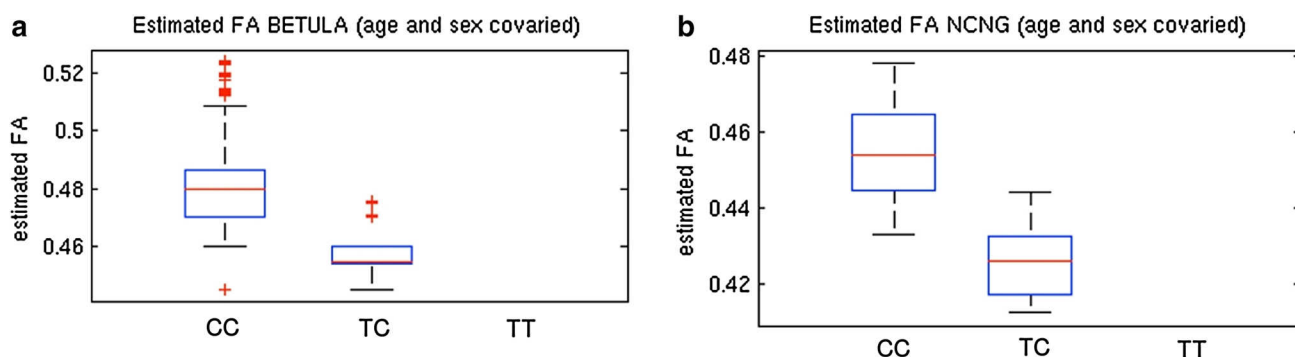 a
Estimated FA BETULA (age and sex covaried)
estimated FA
0.52
0.5
0.48
0.46
CC TC TT
b
Estimated FA NCNG (age and sex covaried)
estimated FA
0.48
0.46
0.44
0.42
CC TC TT